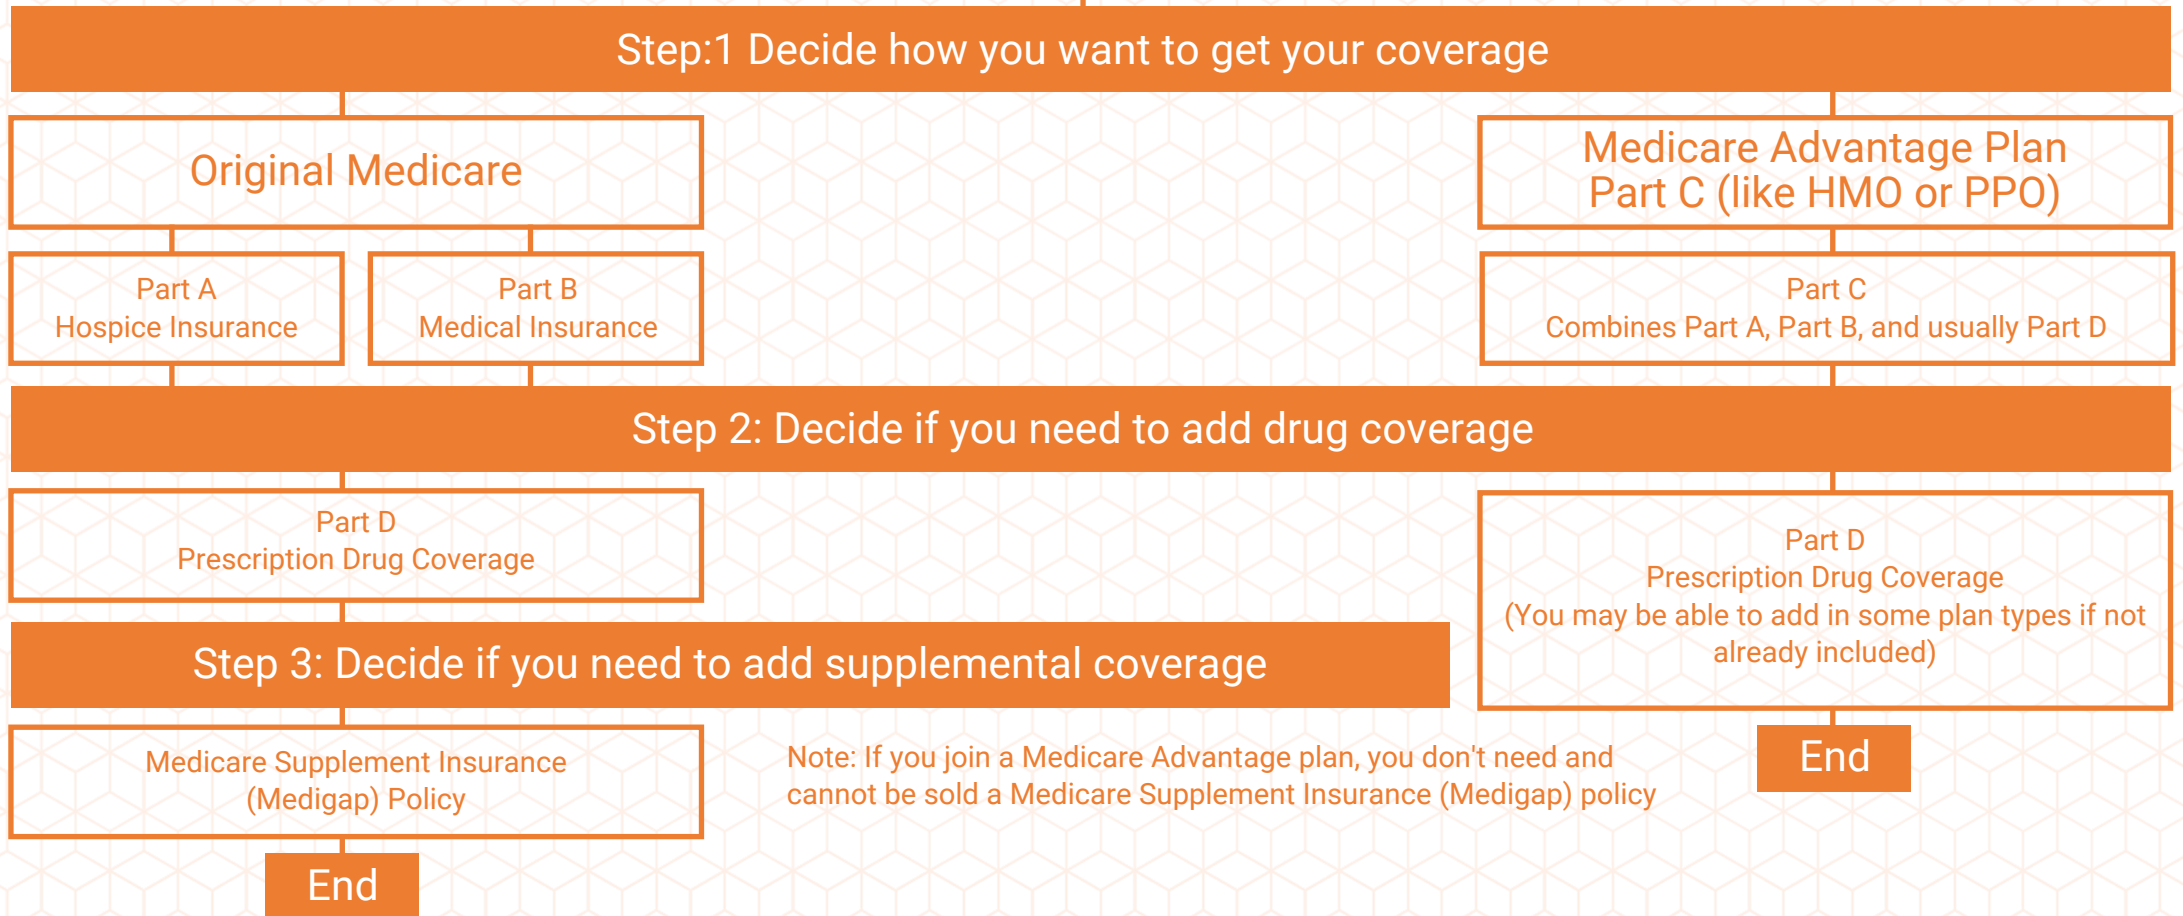 Step:1 Decide how you want to get your coverage
Original Medicare
Medicare Advantage Plan
Part C (like HMO or PPO)
Part A
Hospice Insurance
Part B
Medical Insurance
Part C
Combines Part A, Part B, and usually Part D
Step 2: Decide if you need to add drug coverage
Part D
Prescription Drug Coverage
Part D
Prescription Drug Coverage
(You may be able to add in some plan types if not
already included)
Step 3: Decide if you need to add supplemental coverage
Medicare Supplement Insurance
(Medigap) Policy
Note: If you join a Medicare Advantage plan, you don't need and
cannot be sold a Medicare Supplement Insurance (Medigap) policy
End
End